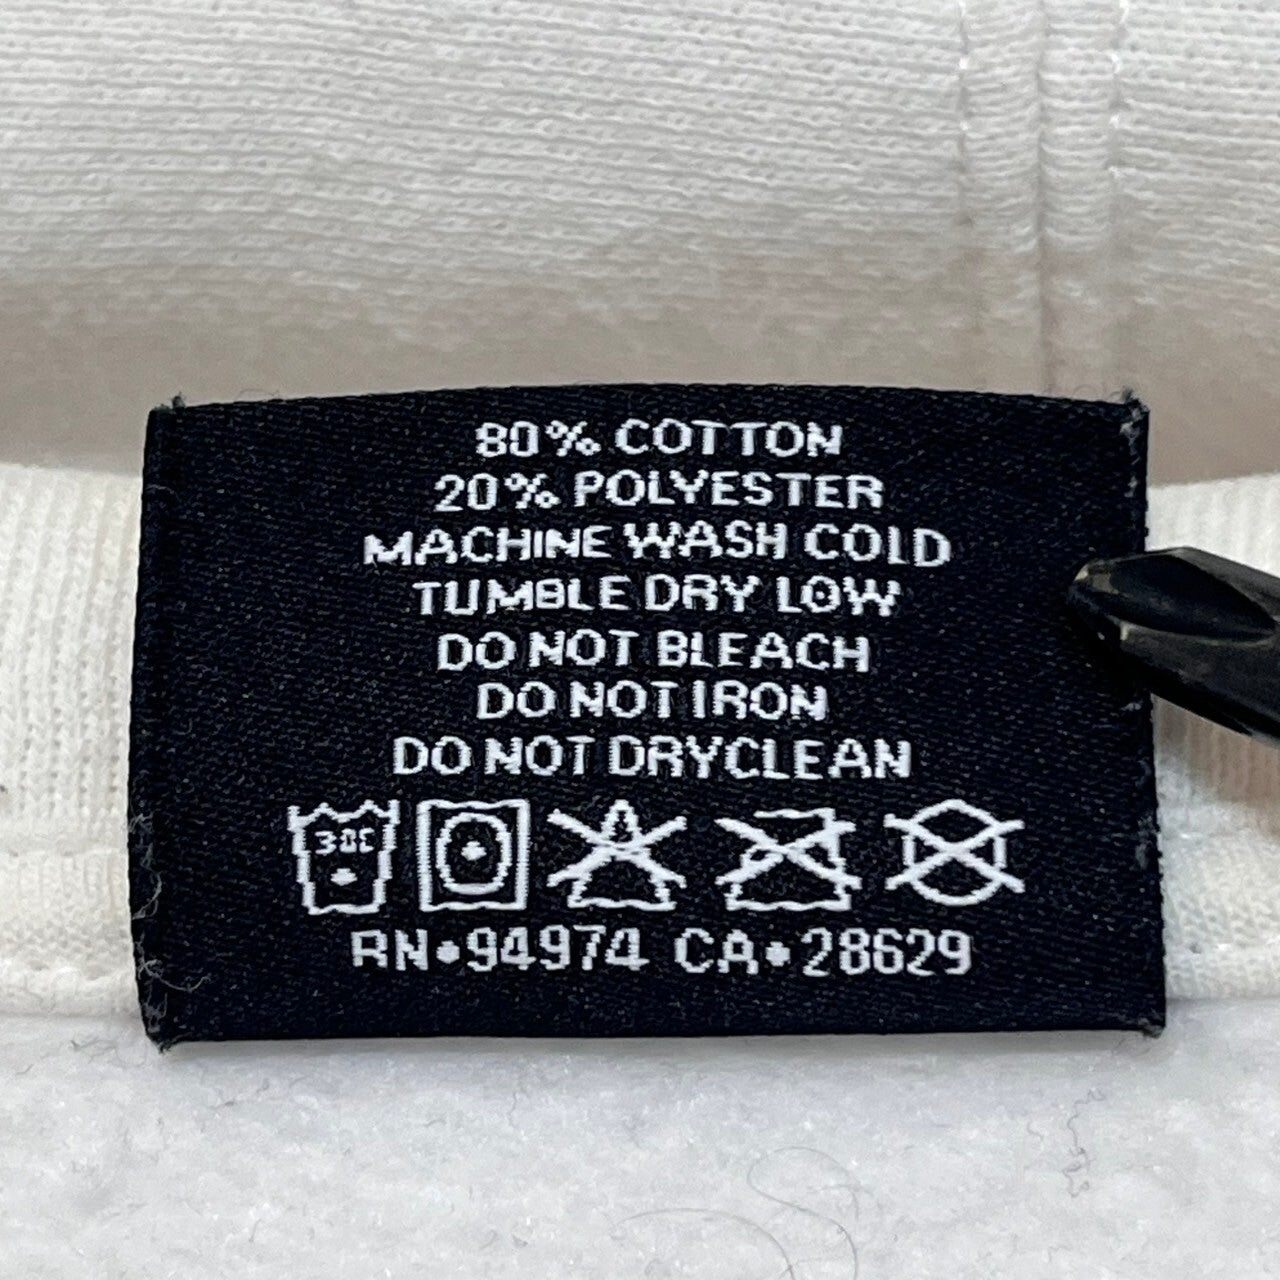 80% COTTON
20% POLYESTER
MACHINE WASH COLD
TUMBLE DRY LOW
DO NOT BLEACH
DO NOT IRON
DO NOT DRYCLEAN
RN•94974 CA•28629